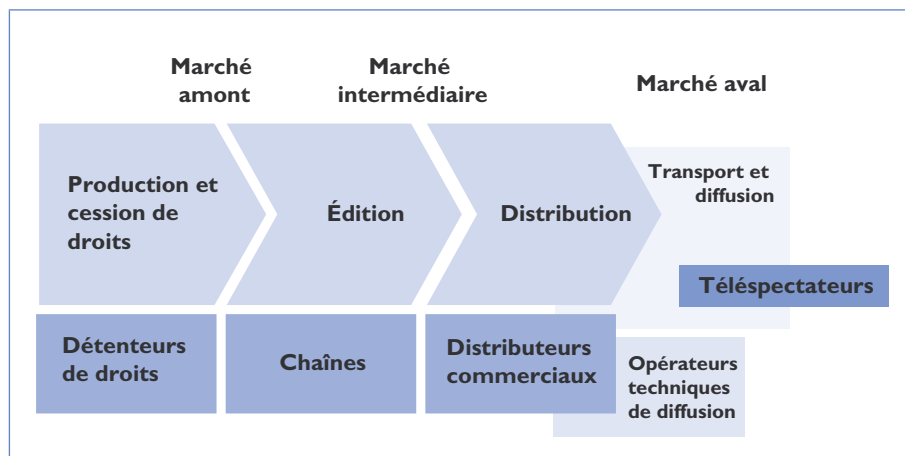 Marché
amont
Marché
intermédiaire
Marché aval
Production et
cession de
droits
Édition
Distribution
Transport et
diffusion
Téléspectateurs
Détenteurs
de droits
Chaînes
Distributeurs
commerciaux
Opérateurs
techniques
de diffusion